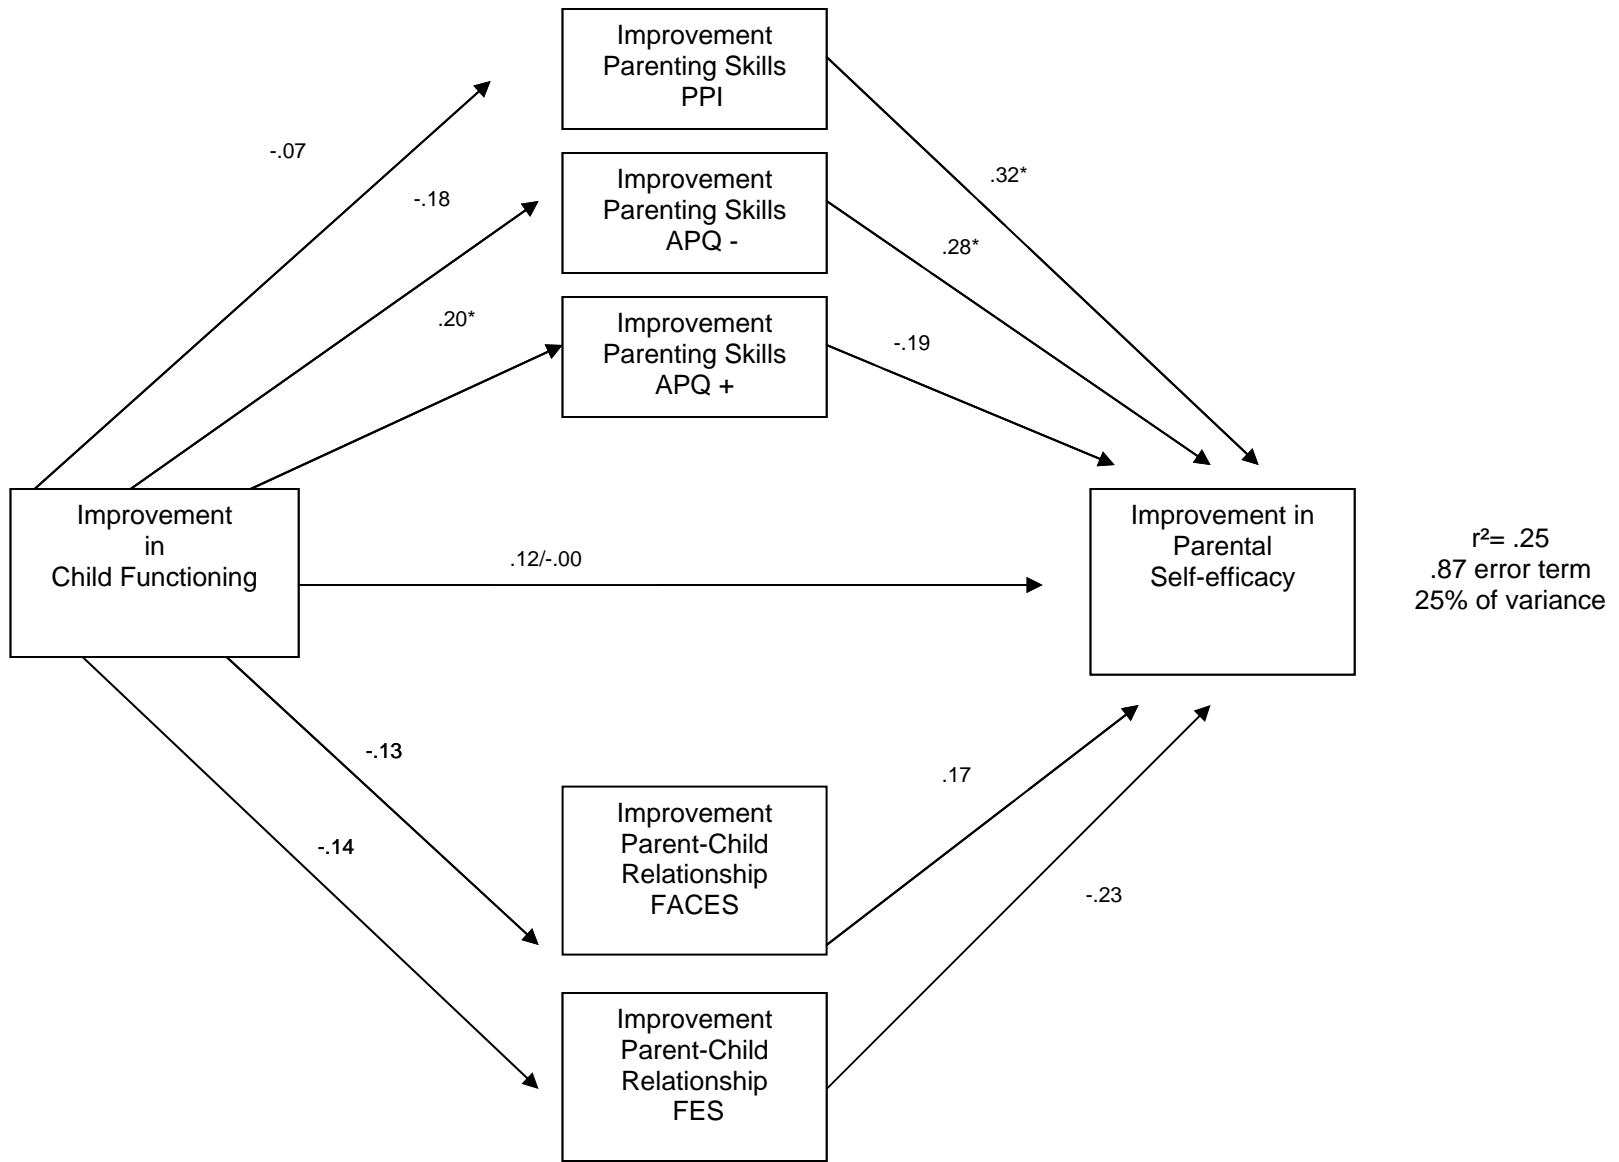 Improvement
Parenting Skills
PPI
-.07
.32*
-.18
Improvement
Parenting Skills
APQ -
.28*
.20*
Improvement
Parenting Skills
APQ +
-.19
Improvement
in
Child Functioning
.12/-.00
Improvement in
Parental
Self-efficacy
r²= .25
.87 error term
25% of variance
-.13
.17
Improvement
Parent-Child
Relationship
FACES
-.14
-.23
Improvement
Parent-Child
Relationship
FES